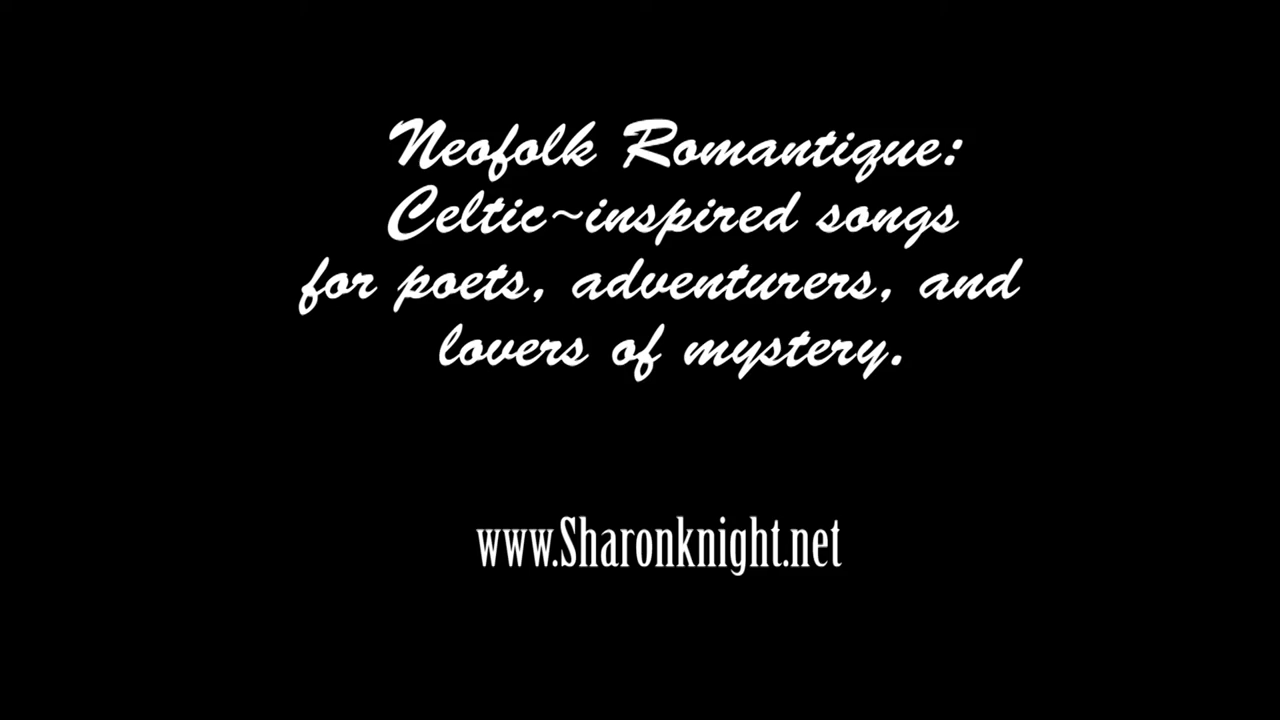 Neofolk Romantique:
Celtic~inspired songs
for poets, adventurers, and
lovers of mystery.
www.Sharonknight.net